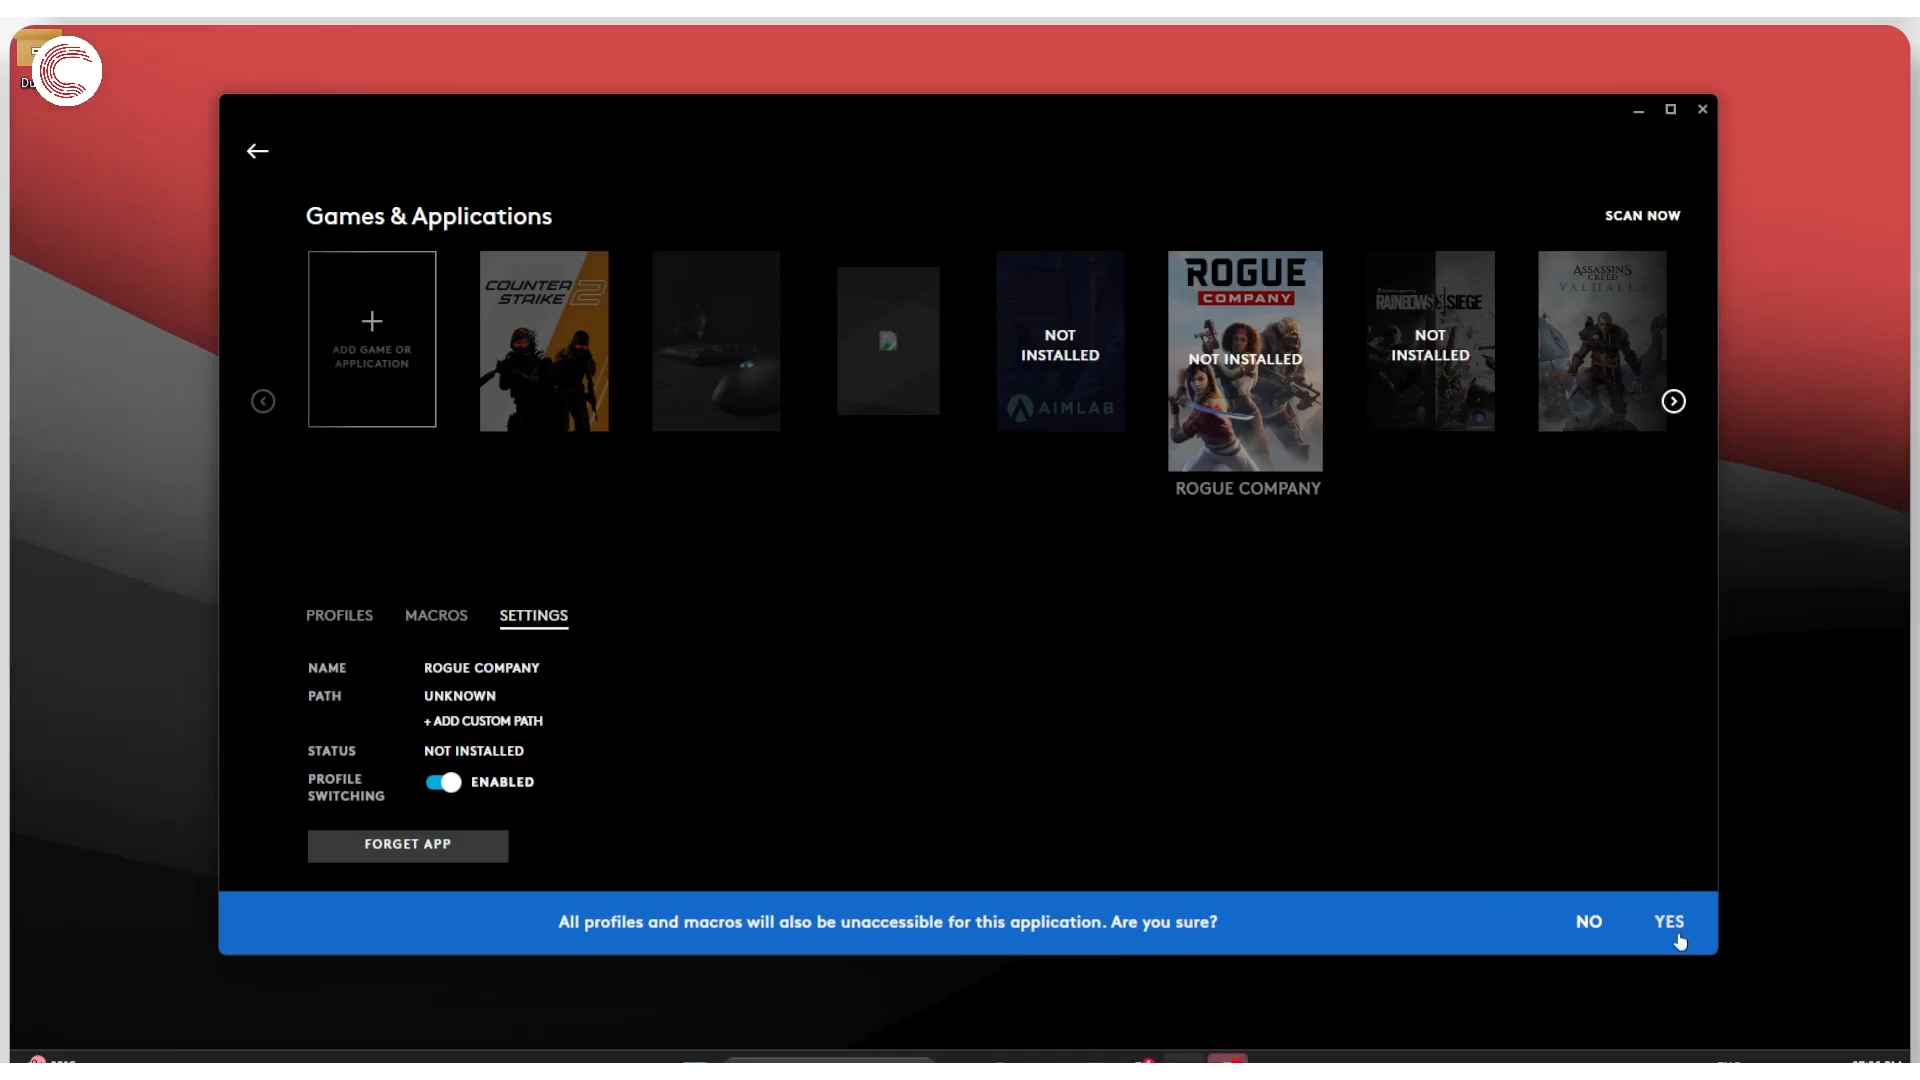 Games & Applications
SCAN NOW
ADD GAME OR
APPLICATION
COUNTER
STRIKE 2
NOT
INSTALLED
AIMLAB
ROGUE
COMPANY
NOT INSTALLED
ROGUE COMPANY
RAINBOW SIEGE
NOT
INSTALLED
ASSASSIN'S
CREED
VALHALLA
PROFILES
MACROS
SETTINGS
NAME
ROGUE COMPANY
PATH
UNKNOWN
+ ADD CUSTOM PATH
STATUS
NOT INSTALLED
PROFILE
SWITCHING
ENABLED
FORGET APP
All profiles and macros will also be unaccessible for this application. Are you sure?
NO
YES